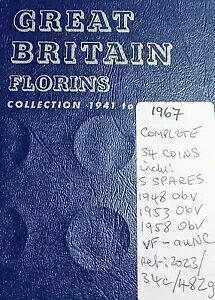 GREAT
BRITAIN
FLORINS
COLLECTION 1941 to
1967
COMPLETE
34 COINS
incl:
5 SPARES
1948 Obv
1953 Obv
1958 Obv
VF-auNC
Ref:2023/
34c/482g